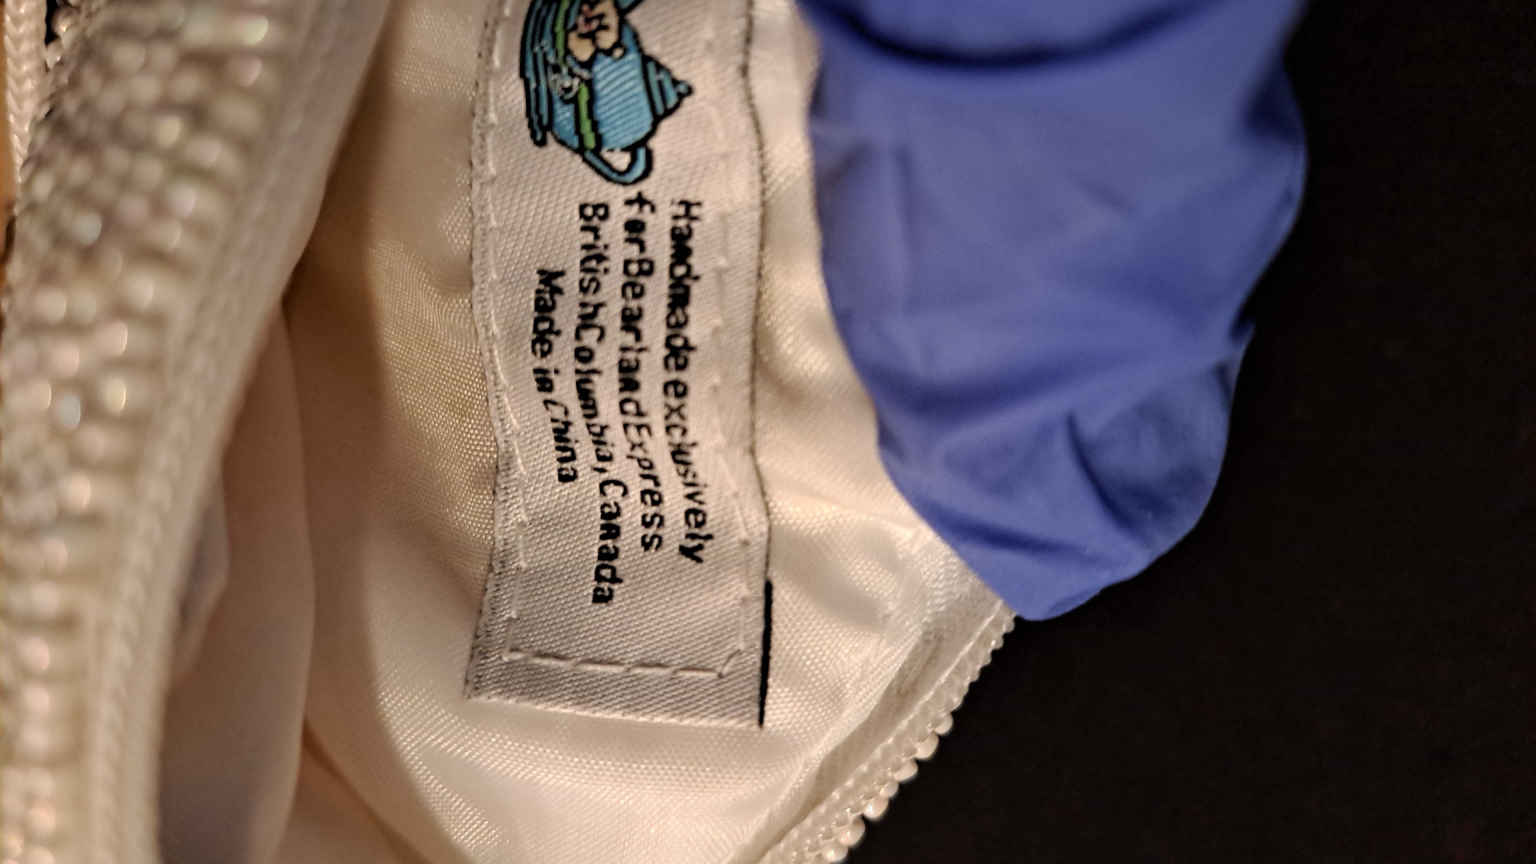 Handmade exclusively
for Bearland Express
British Columbia, Canada
Made in China